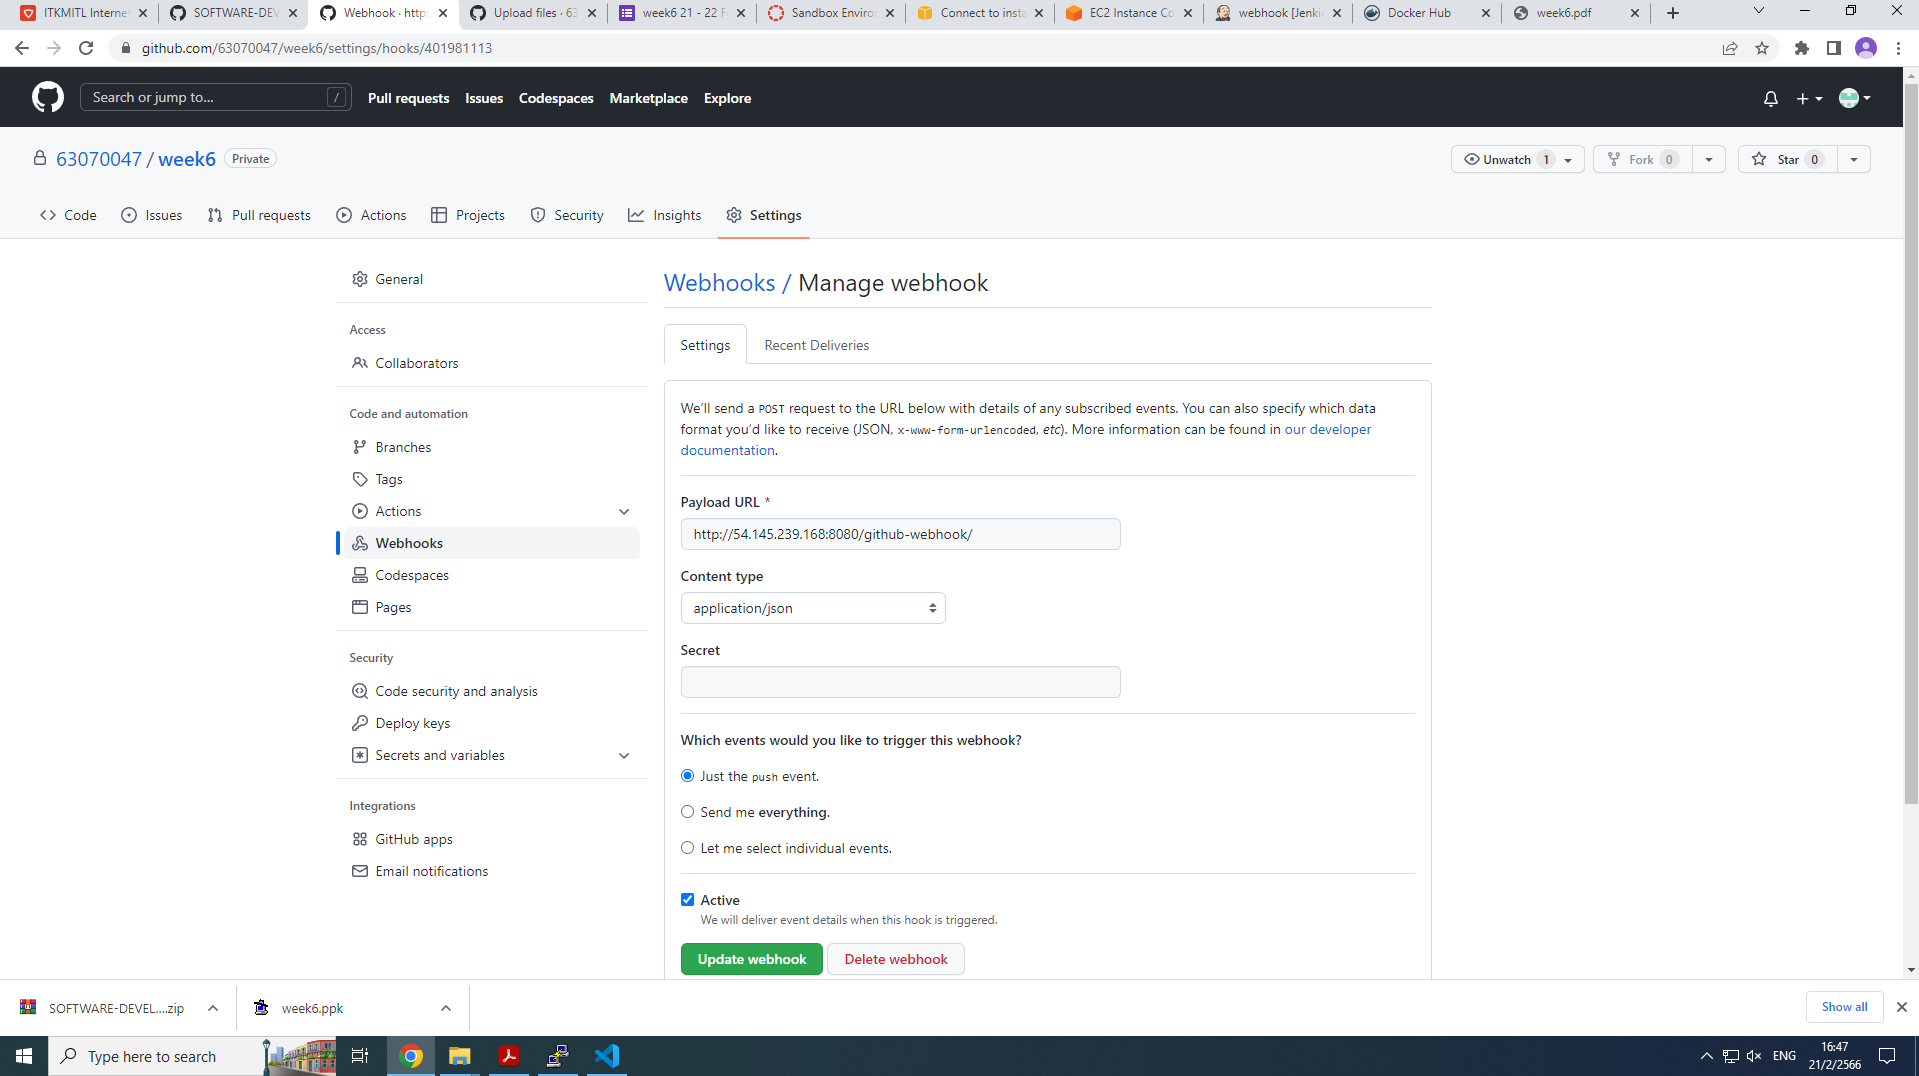 ITKMITL Internet
SOFTWARE-DEV
Webhook · http
Upload files · 63
week6 21 - 22 F
Sandbox Enviro
Connect to insta
EC2 Instance Co
webhook [Jenki
Docker Hub
week6.pdf
github.com/63070047/week6/settings/hooks/401981113
Search or jump to... /
Pull requests Issues Codespaces Marketplace Explore
63070047 / week6 Private
Unwatch 1 Fork 0 Star 0
Code Issues Pull requests Actions Projects Security Insights Settings
General
Access
Collaborators
Code and automation
Branches
Tags
Actions
Webhooks
Codespaces
Pages
Security
Code security and analysis
Deploy keys
Secrets and variables
Integrations
GitHub apps
Email notifications
Webhooks / Manage webhook
Settings Recent Deliveries
We'll send a POST request to the URL below with details of any subscribed events. You can also specify which data
format you'd like to receive (JSON, x-www-form-urlencoded, etc). More information can be found in our developer
documentation.
Payload URL *
http://54.145.239.168:8080/github-webhook/
Content type
application/json
Secret
Which events would you like to trigger this webhook?
Just the push event.
Send me everything.
Let me select individual events.
Active
We will deliver event details when this hook is triggered.
Update webhook Delete webhook
SOFTWARE-DEVEL....zip
week6.ppk
Show all
Type here to search
ENG
16:47
21/2/2566